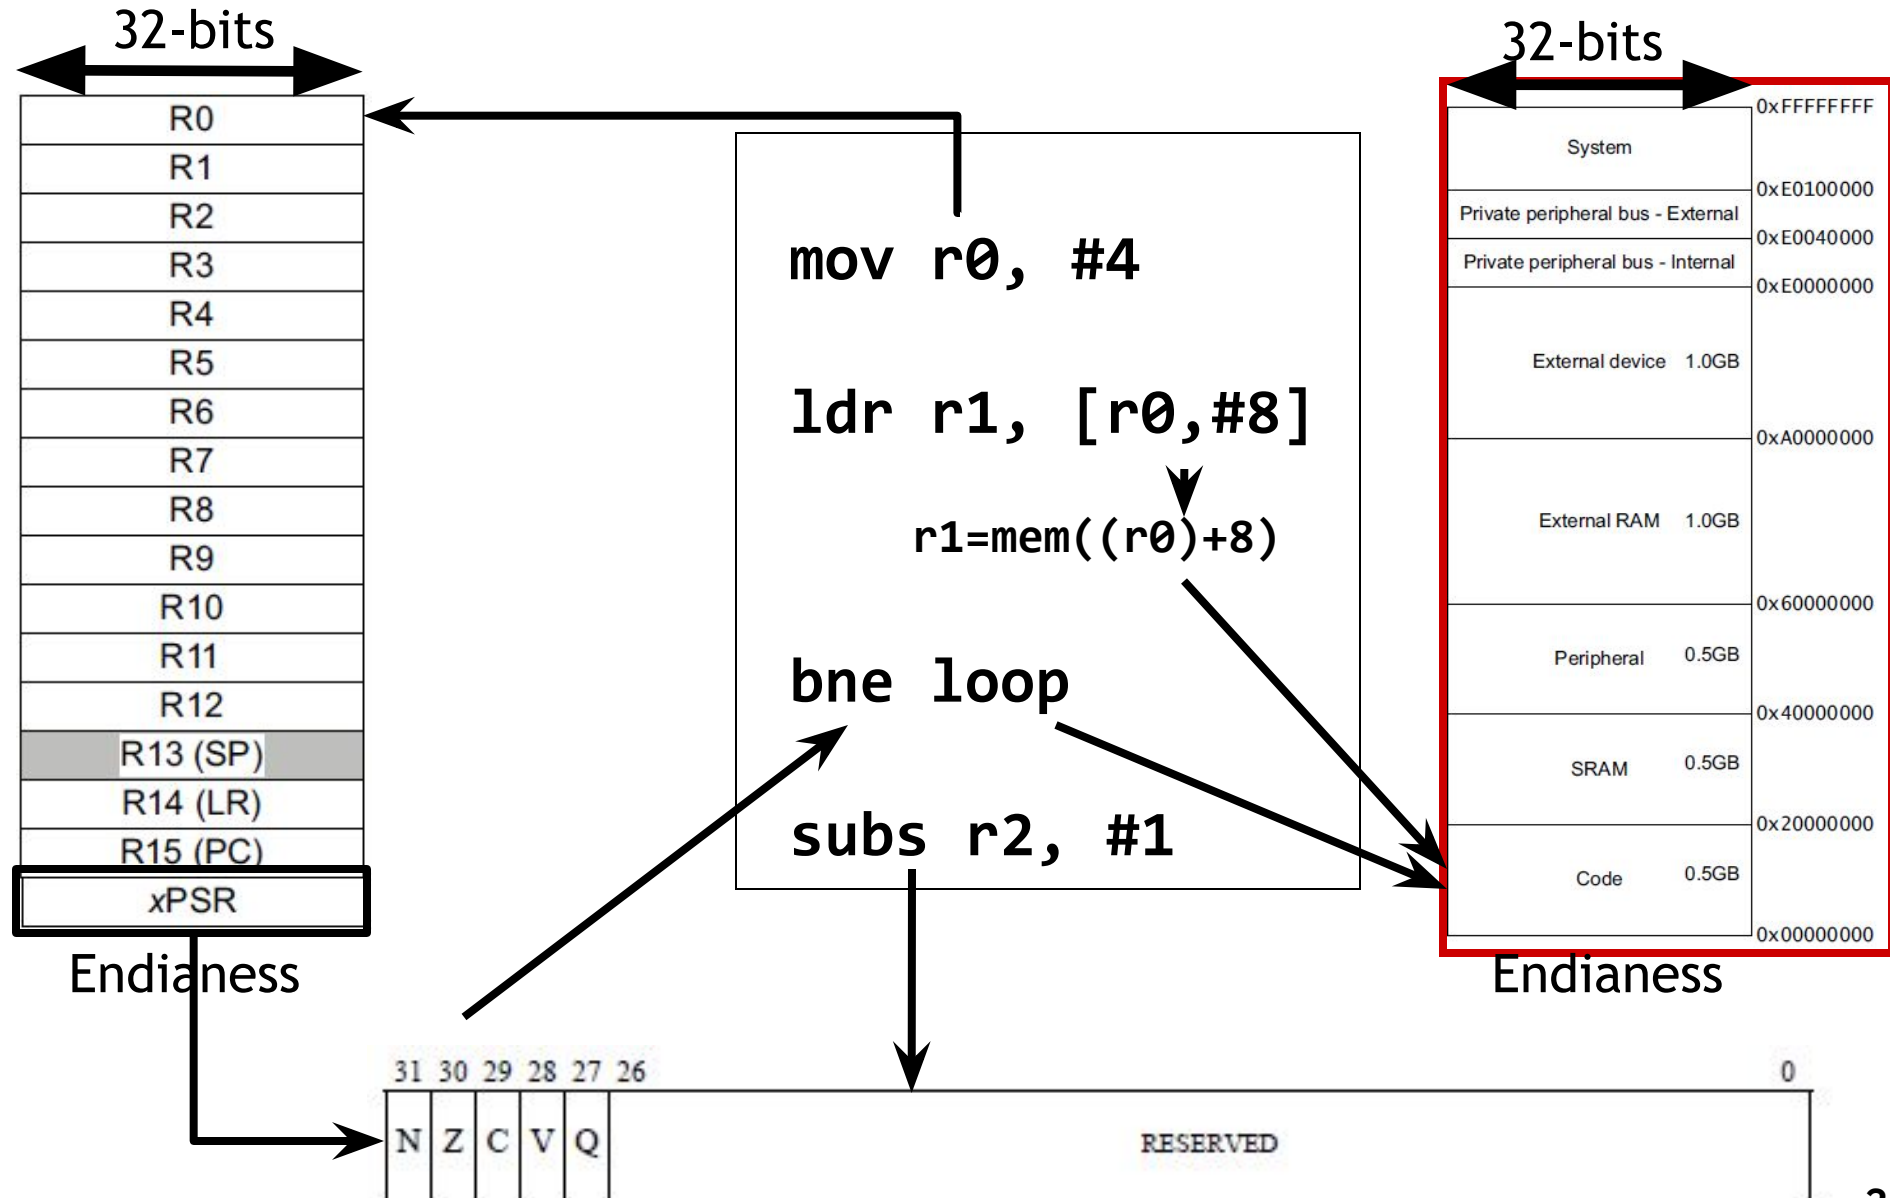 32-bits
R0
R1
R2
R3
R4
R5
R6
R7
R8
R9
R10
R11
R12
R13 (SP)
R14 (LR)
R15 (PC)
xPSR
Endianess
mov r0, #4
ldr r1, [r0,#8]
r1=mem((r0)+8)
bne loop
subs r2, #1
32-bits
0xFFFFFFFF
System
0xE0100000
Private peripheral bus - External
0xE0040000
Private peripheral bus - Internal
0xE0000000
External device 1.0GB
0xA0000000
External RAM 1.0GB
0x60000000
Peripheral 0.5GB
0x40000000
SRAM 0.5GB
0x20000000
Code 0.5GB
0x00000000
Endianess
31 30 29 28 27 26 0
N Z C V Q RESERVED